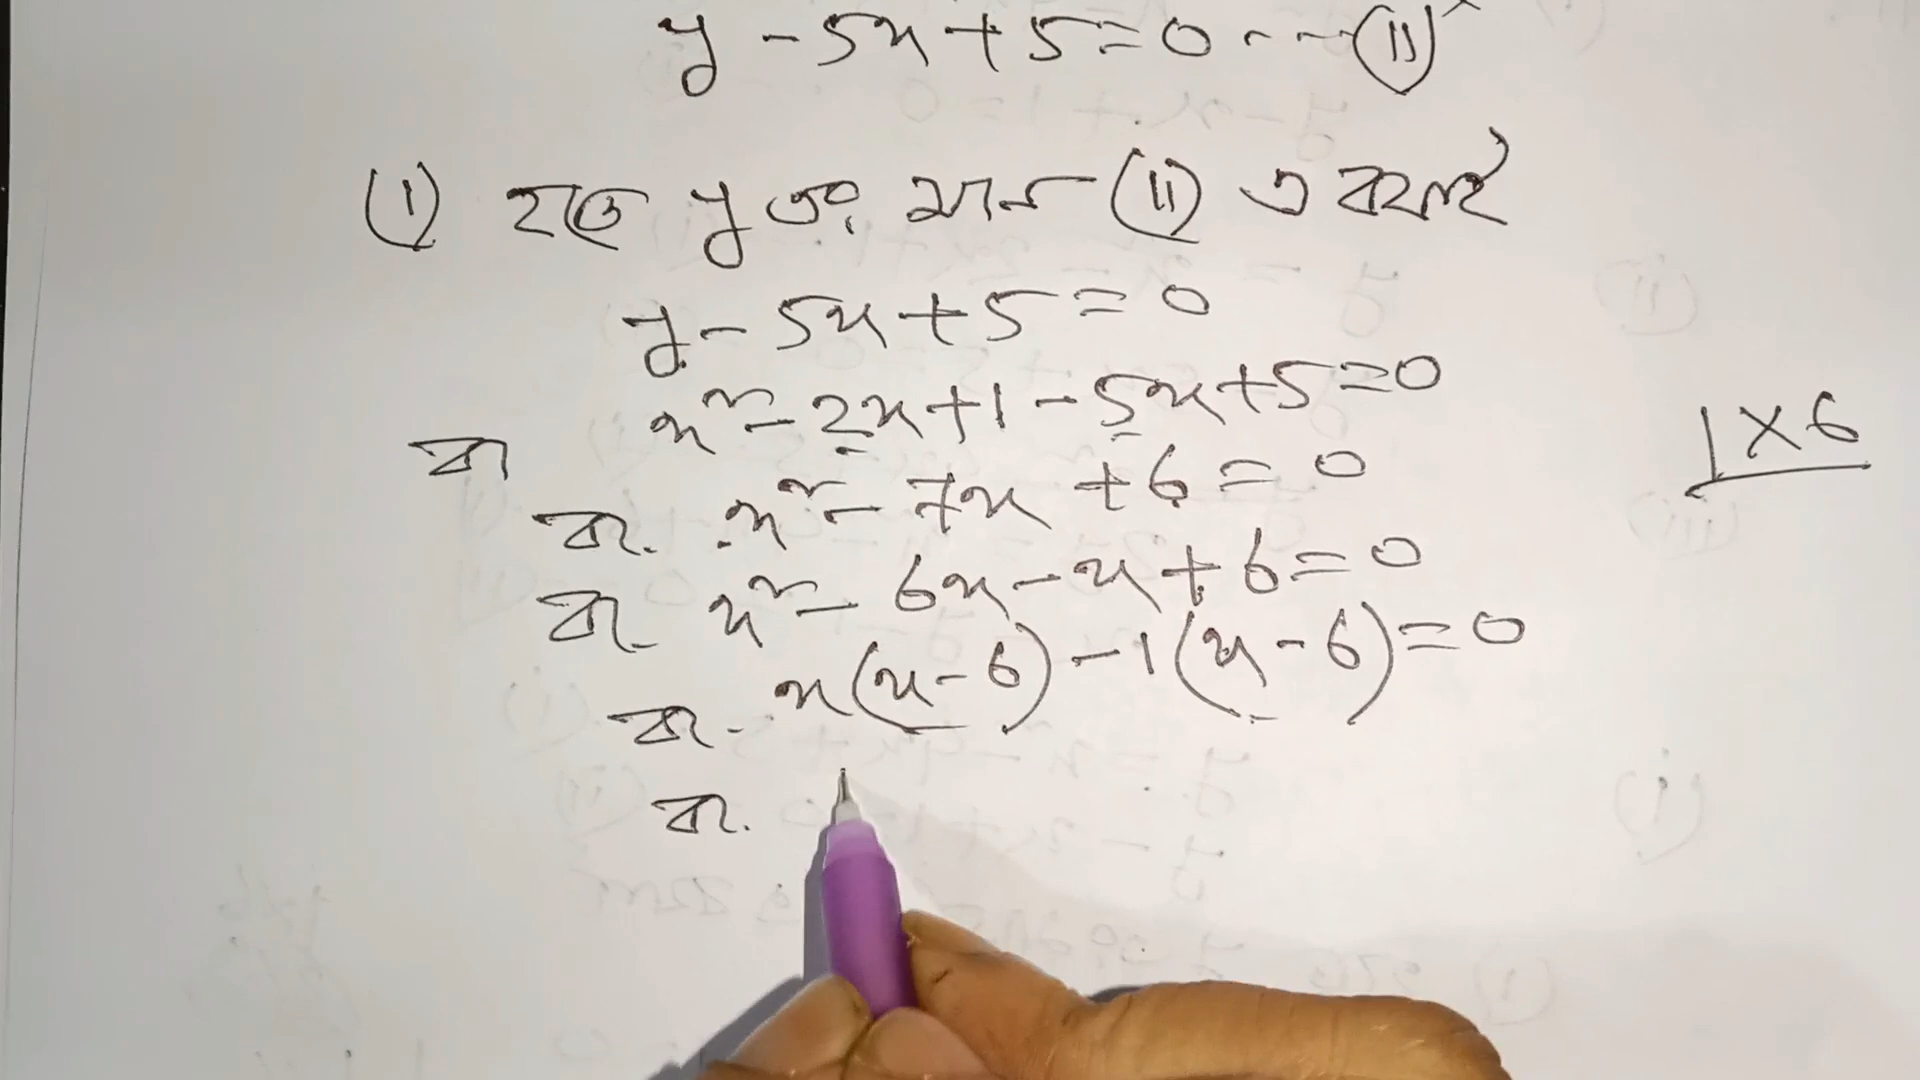 y - 5x + 5 = 0 - - - (II)
(I) হতে y এর মান (II) এ বসাই
y - 5x + 5 = 0
বা x² - 2x + 1 - 5x + 5 = 0
1 × 6
বা. x² - 7x + 6 = 0
বা. x² - 6x - x + 6 = 0
বা. x(x - 6) - 1(x - 6) = 0
বা.